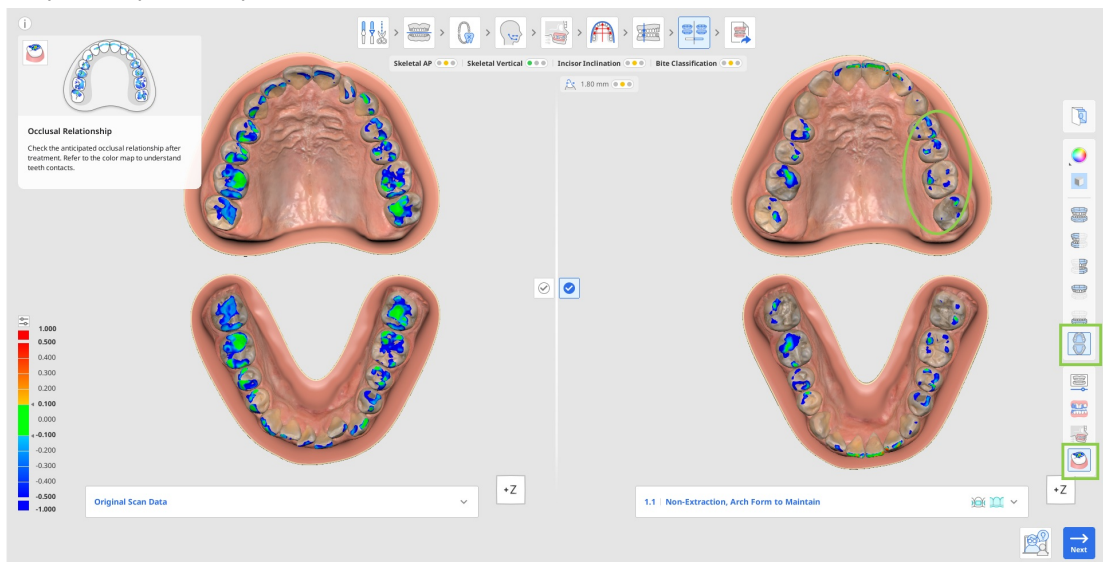 Skeletal AP
Skeletal Vertical
Incisor Inclination
Bite Classification
1.80 mm
Occlusal Relationship
Check the anticipated occlusal relationship after
treatment. Refer to the color map to understand
teeth contacts.
1.000
0.500
0.400
0.300
0.200
0.100
0.000
-0.100
-0.200
-0.300
-0.400
-0.500
-1.000
Original Scan Data
+Z
1.1 | Non-Extraction, Arch Form to Maintain
+Z
Next